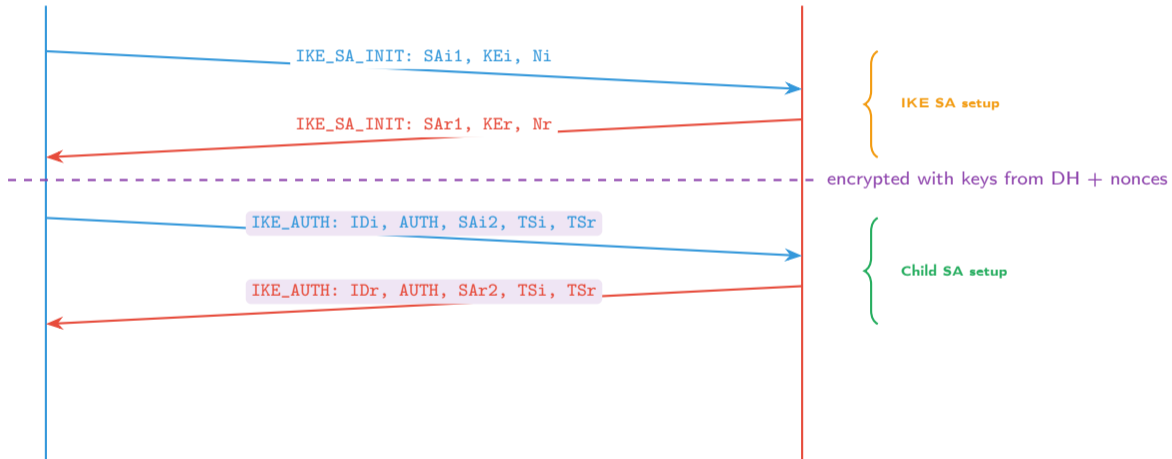 IKE_SA_INIT: SAi1, KEi, Ni
IKE SA setup
IKE_SA_INIT: SAr1, KEr, Nr
encrypted with keys from DH + nonces
IKE_AUTH: IDi, AUTH, SAi2, TSi, TSr
Child SA setup
IKE_AUTH: IDr, AUTH, SAr2, TSi, TSr